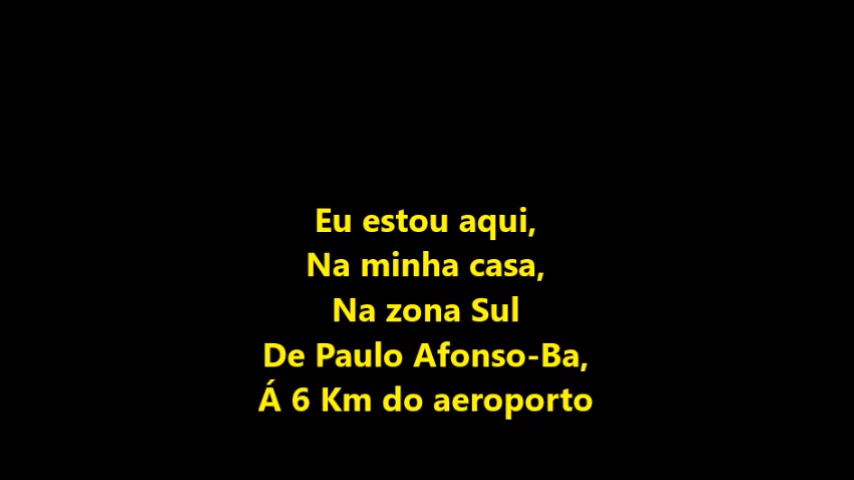 Eu estou aqui,
Na minha casa,
Na zona Sul
De Paulo Afonso-Ba,
Á 6 Km do aeroporto